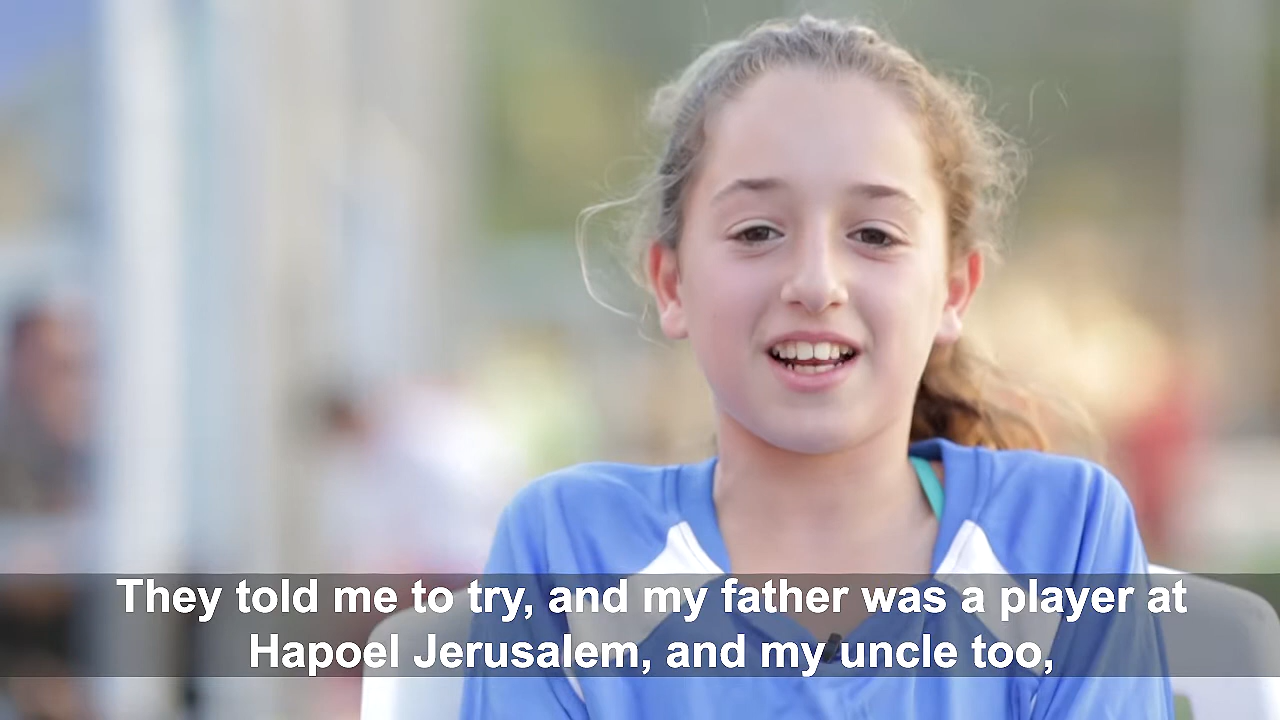 They told me to try, and my father was a player at
Hapoel Jerusalem, and my uncle too,